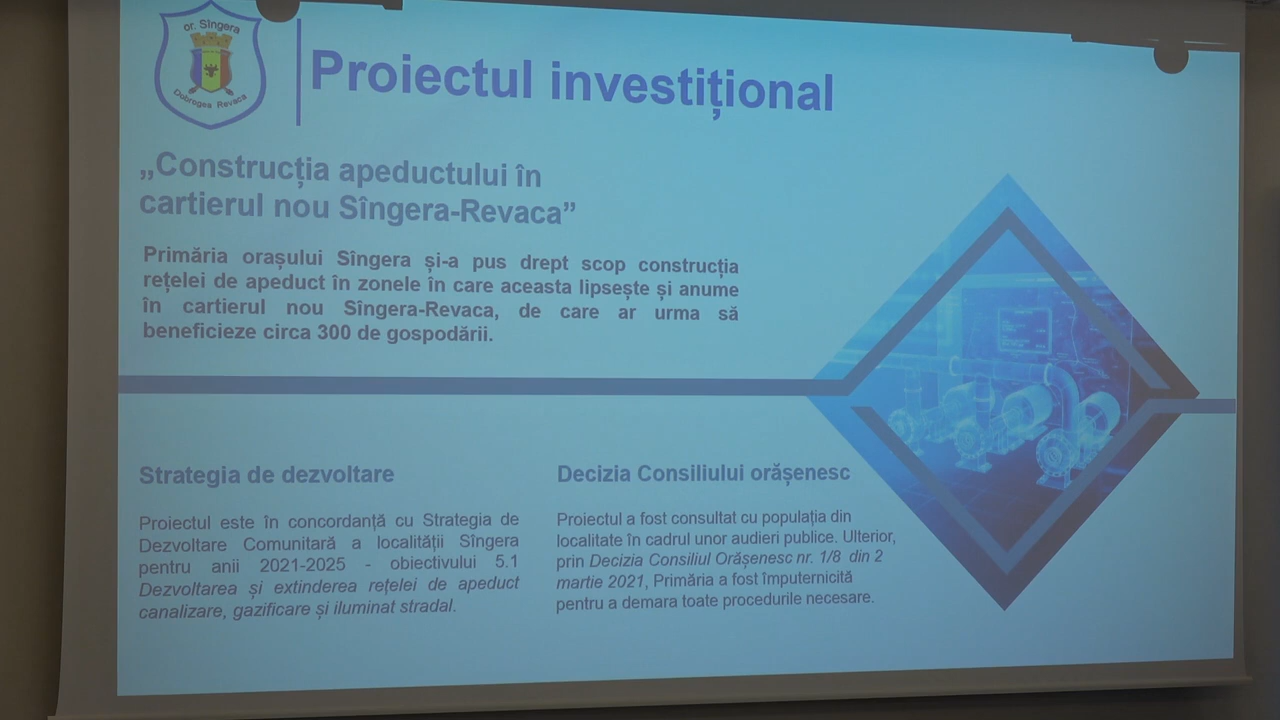 or. Sîngera
Dobrogea Revaca
Proiectul investițional
„Construcția apeductului în
cartierul nou Sîngera-Revaca”
Primăria orașului Sîngera și-a pus drept scop construcția
rețelei de apeduct în zonele în care aceasta lipsește și anume
în cartierul nou Sîngera-Revaca, de care ar urma să
beneficieze circa 300 de gospodării.
Strategia de dezvoltare
Proiectul este în concordanță cu Strategia de
Dezvoltare Comunitară a localității Sîngera
pentru anii 2021-2025 - obiectivului 5.1
Dezvoltarea și extinderea rețelei de apeduct
canalizare, gazificare și iluminat stradal.
Decizia Consiliului orășenesc
Proiectul a fost consultat cu populația din
localitate în cadrul unor audieri publice. Ulterior,
prin Decizia Consiliul Orășenesc nr. 1/8 din 2
martie 2021, Primăria a fost împuternicită
pentru a demara toate procedurile necesare.